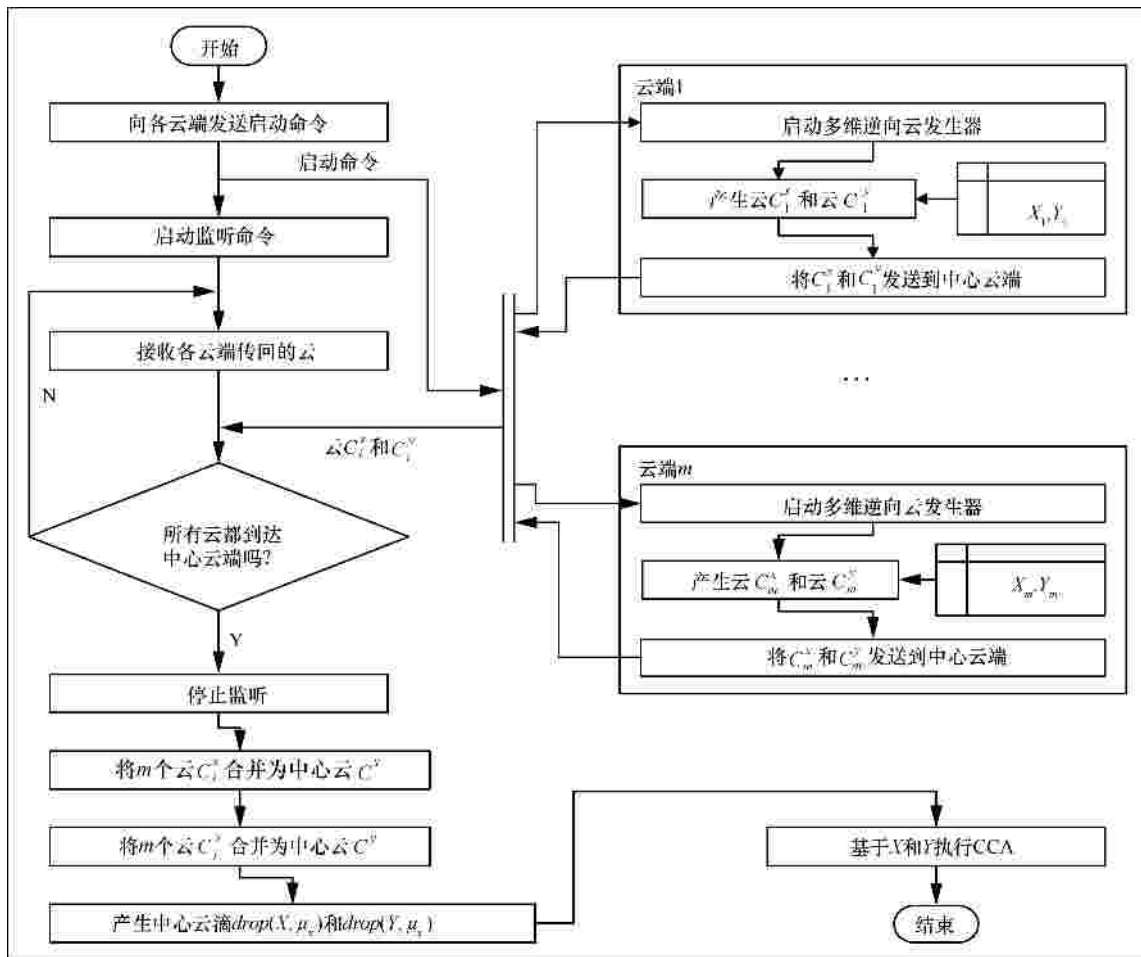 开始
向各云端发送启动命令
启动命令
启动监听命令
接收各云端传回的云
N
云C_i^x和C_i^y
所有云都到达
中心云端吗?
Y
停止监听
将m个云C_i^x合并为中心云C^y
将m个云C_i^y合并为中心云C^y
产生中心云滴drop(X, μ_x)和drop(Y, μ_y)
云端1
启动多维逆向云发生器
产生云C_1^x和云C_1^y
X_1,Y_1
将C_1^x和C_1^y发送到中心云端
...
云端m
启动多维逆向云发生器
产生云C_m^x和云C_m^y
X_m,Y_m
将C_m^x和C_m^y发送到中心云端
基于X和Y执行CCA
结束